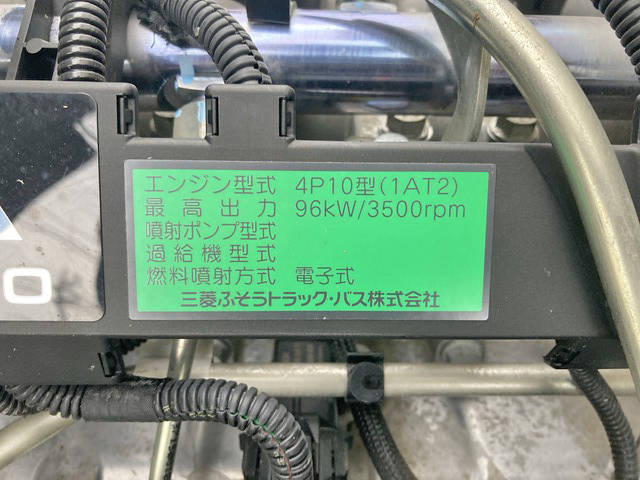 エンジン型式 4P10型(1AT2)
最高出力 96kW/3500rpm
噴射ポンプ型式
過給機型式
燃料噴射方式 電子式
三菱ふそうトラック・バス株式会社